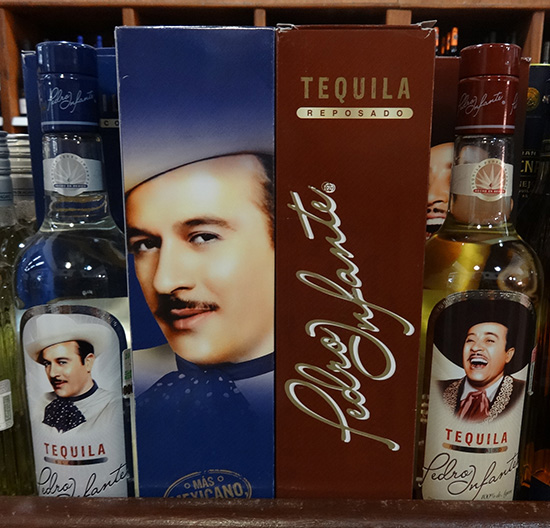 Pedro Infante
TEQUILA
Pedro Infante
MÁS
MEXICANO
TEQUILA
REPOSADO
Pedro Infante
Pedro Infante
TEQUILA
Pedro Infante